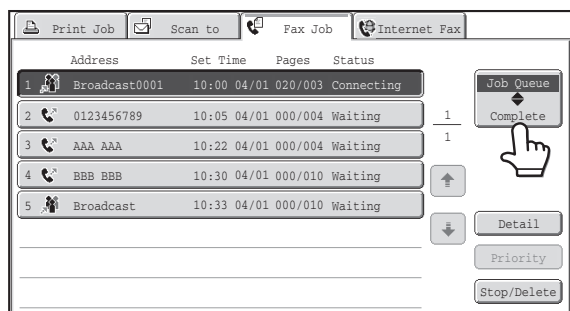 Print Job Scan to Fax Job Internet Fax
Address Set Time Pages Status
1 Broadcast0001 10:00 04/01 020/003 Connecting
2 0123456789 10:05 04/01 000/004 Waiting
3 AAA AAA 10:22 04/01 000/004 Waiting
4 BBB BBB 10:30 04/01 000/010 Waiting
5 Broadcast 10:33 04/01 000/010 Waiting
1
1
Job Queue
Complete
Detail
Priority
Stop/Delete